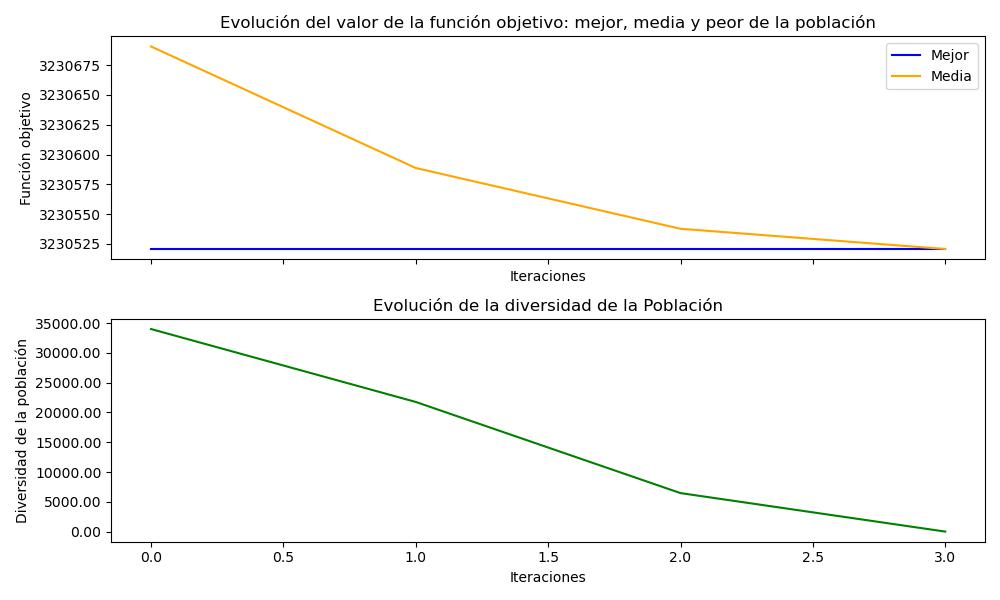 Evolución del valor de la función objetivo: mejor, media y peor de la población
Función objetivo
3230675
3230650
3230625
3230600
3230575
3230550
3230525
Mejor
Media
Iteraciones
Evolución de la diversidad de la Población
Diversidad de la población
35000.00
30000.00
25000.00
20000.00
15000.00
10000.00
5000.00
0.00
0.0 0.5 1.0 1.5 2.0 2.5 3.0
Iteraciones